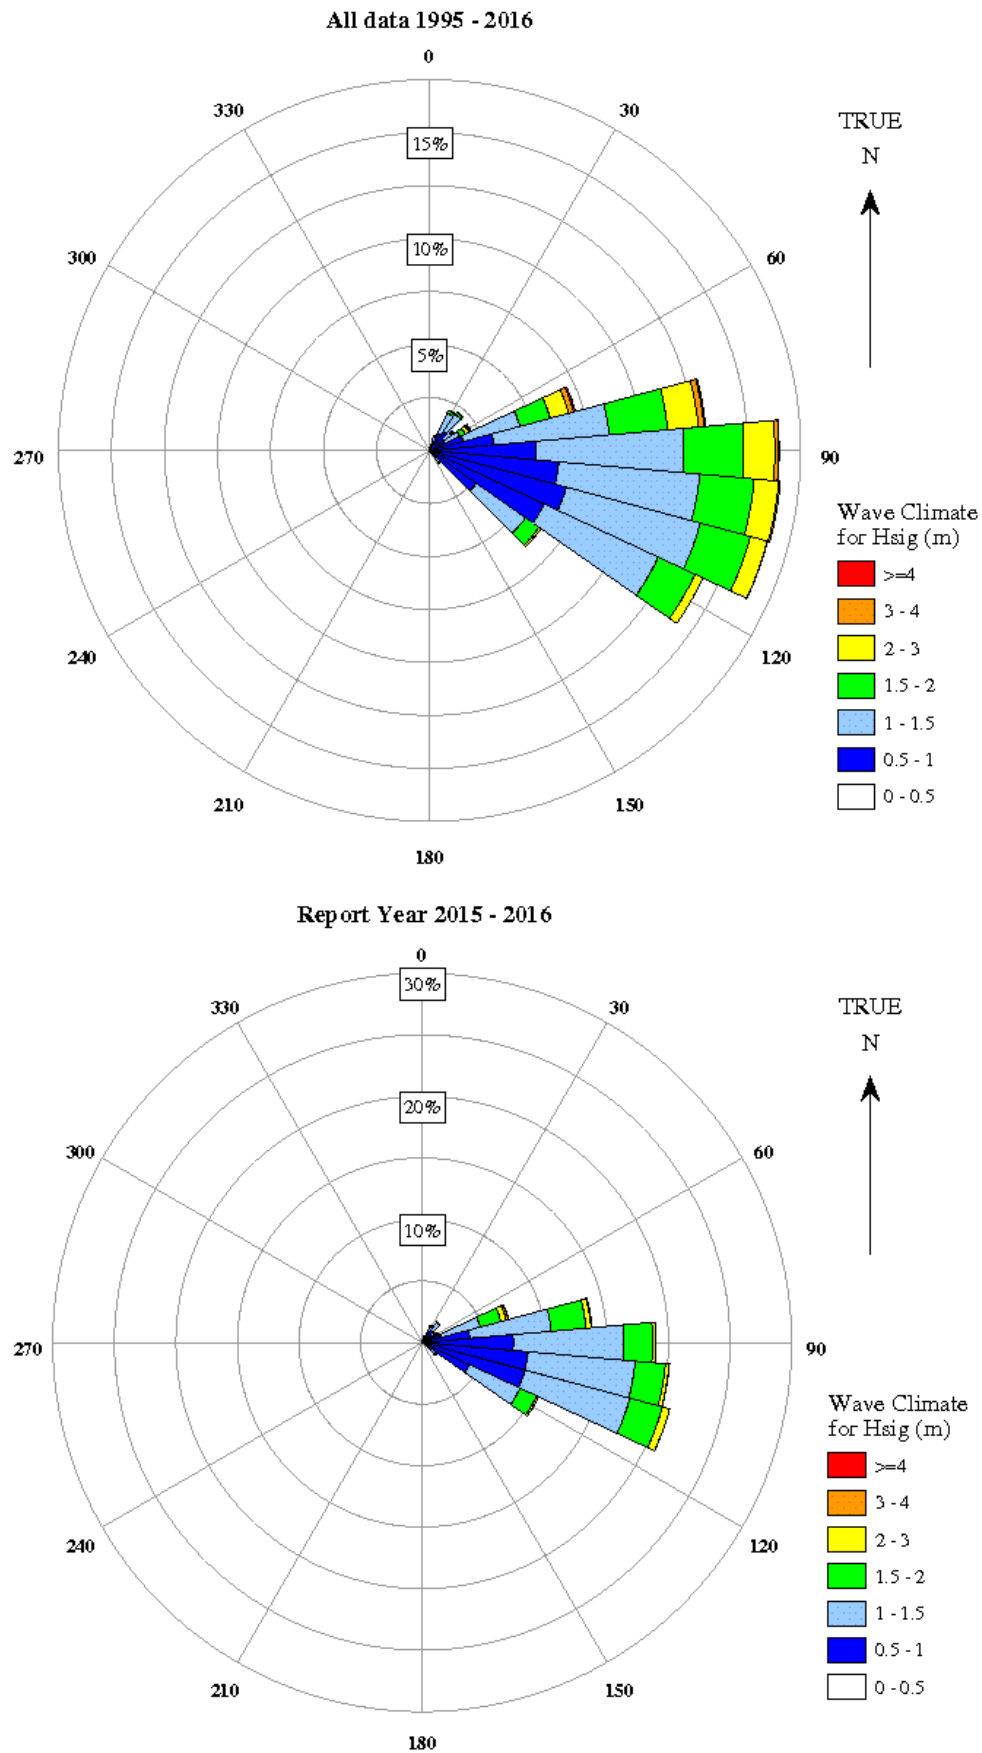 All data 1995 - 2016
0
330
30
TRUE
N
15%
10%
300
60
5%
270
90
Wave Climate
for Hsig (m)
>=4
3 - 4
2 - 3
1.5 - 2
1 - 1.5
0.5 - 1
0 - 0.5
240
120
210
150
180
Report Year 2015 - 2016
0
30%
330
30
TRUE
N
20%
300
60
10%
270
90
Wave Climate
for Hsig (m)
>=4
3 - 4
2 - 3
1.5 - 2
1 - 1.5
0.5 - 1
0 - 0.5
240
120
210
150
180